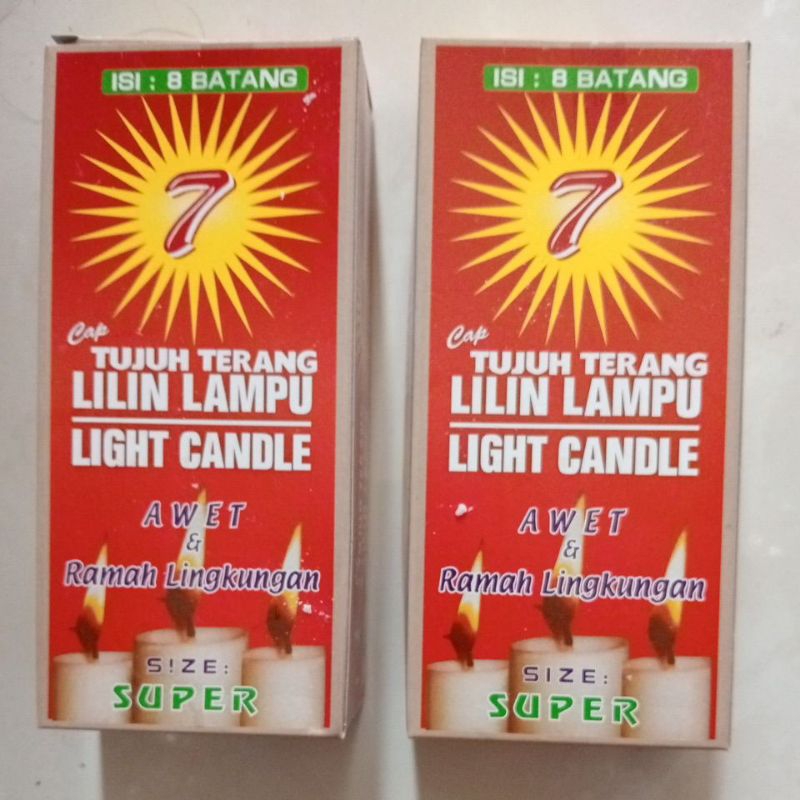 ISI : 8 BATANG
7
Cap
TUJUH TERANG
LILIN LAMPU
LIGHT CANDLE
AWET
&
Ramah Lingkungan
SIZE:
SUPER
ISI : 8 BATANG
7
Cap
TUJUH TERANG
LILIN LAMPU
LIGHT CANDLE
AWET
&
Ramah Lingkungan
SIZE:
SUPER